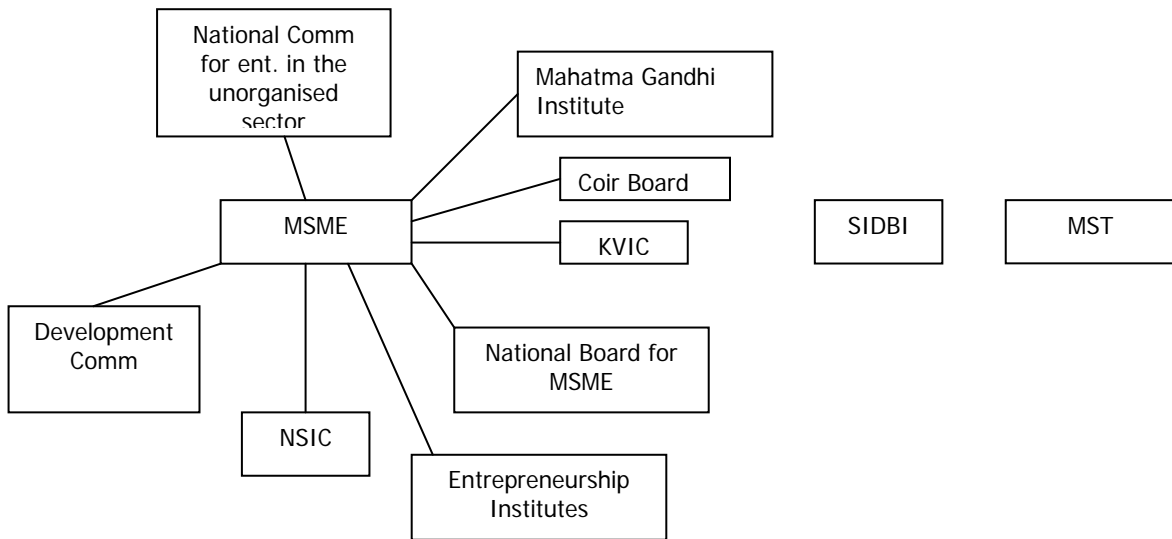 National Comm
for ent. in the
unorganised
sector
Mahatma Gandhi
Institute
Coir Board
MSME
KVIC
SIDBI
MST
Development
Comm
National Board for
MSME
NSIC
Entrepreneurship
Institutes